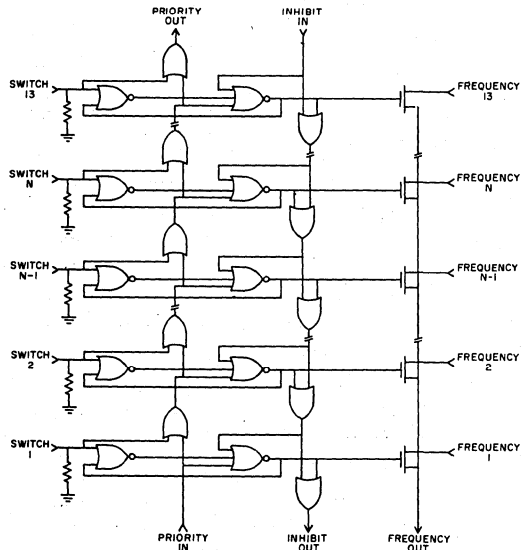 PRIORITY
OUT
INHIBIT
IN
SWITCH
13
FREQUENCY
13
SWITCH
N
FREQUENCY
N
SWITCH
N-1
FREQUENCY
N-1
SWITCH
2
FREQUENCY
2
SWITCH
1
FREQUENCY
1
PRIORITY
IN
INHIBIT
OUT
FREQUENCY
OUT